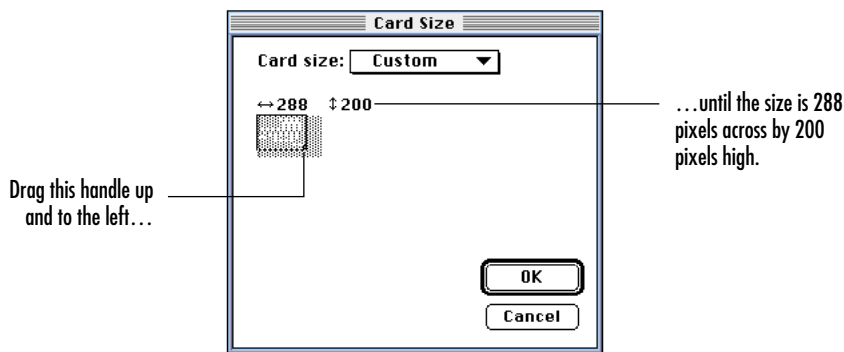 Card Size
Card size: Custom
↔288 ↕200
Drag this handle up
and to the left…
…until the size is 288
pixels across by 200
pixels high.
OK
Cancel